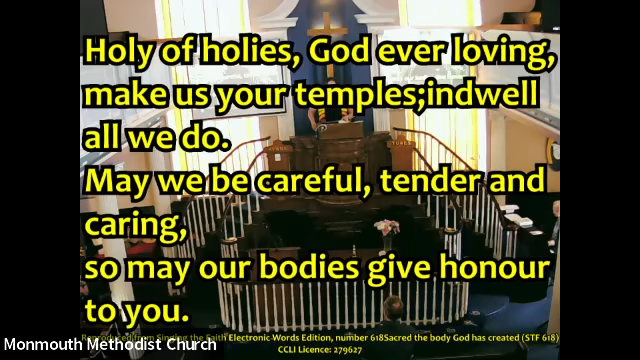 Holy of holies, God ever loving,
make us your temples;indwell
all we do.
May we be careful, tender and
caring,
so may our bodies give honour
to you.
Reproduced from Singing the Faith Electronic Words Edition, number 618Sacred the body God has created (STF 618)
CCLI Licence: 279627
Monmouth Methodist Church